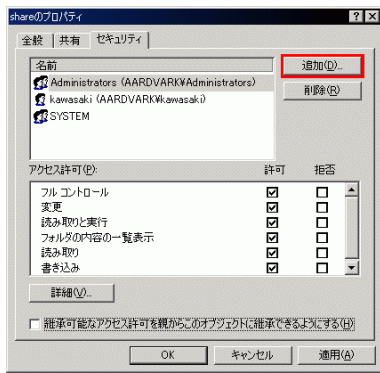 shareのプロパティ
全般 共有 セキュリティ
名前
追加(D)...
Administrators (AARDVARK¥Administrators)
削除(R)
kawasaki (AARDVARK¥kawasaki)
SYSTEM
アクセス許可(P): 許可 拒否
フル コントロール
変更
読み取りと実行
フォルダの内容の一覧表示
読み取り
書き込み
詳細(V)...
継承可能なアクセス許可を親からこのオブジェクトに継承できるようにする(H)
OK キャンセル 適用(A)